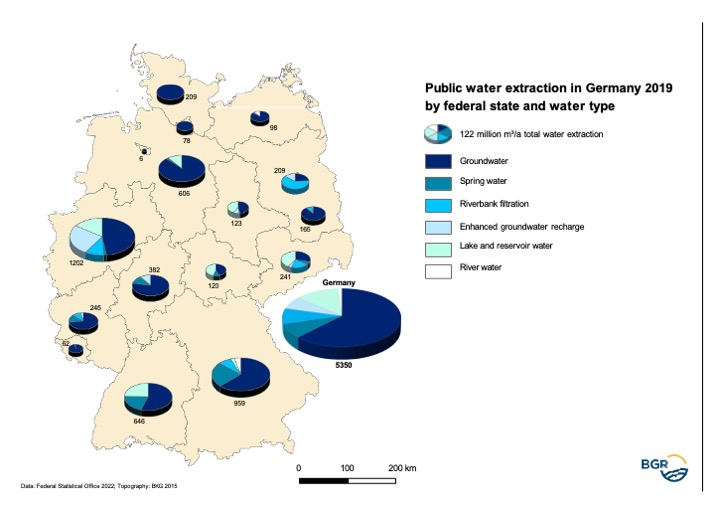 Public water extraction in Germany 2019
by federal state and water type
122 million m³/a total water extraction
Groundwater
Spring water
Riverbank filtration
Enhanced groundwater recharge
Lake and reservoir water
River water
209
98
78
6
606
209
123
165
1202
382
120
241
Germany
245
62
5350
959
646
0 100 200 km
BGR
Data: Federal Statistical Office 2022; Topography: BKG 2015